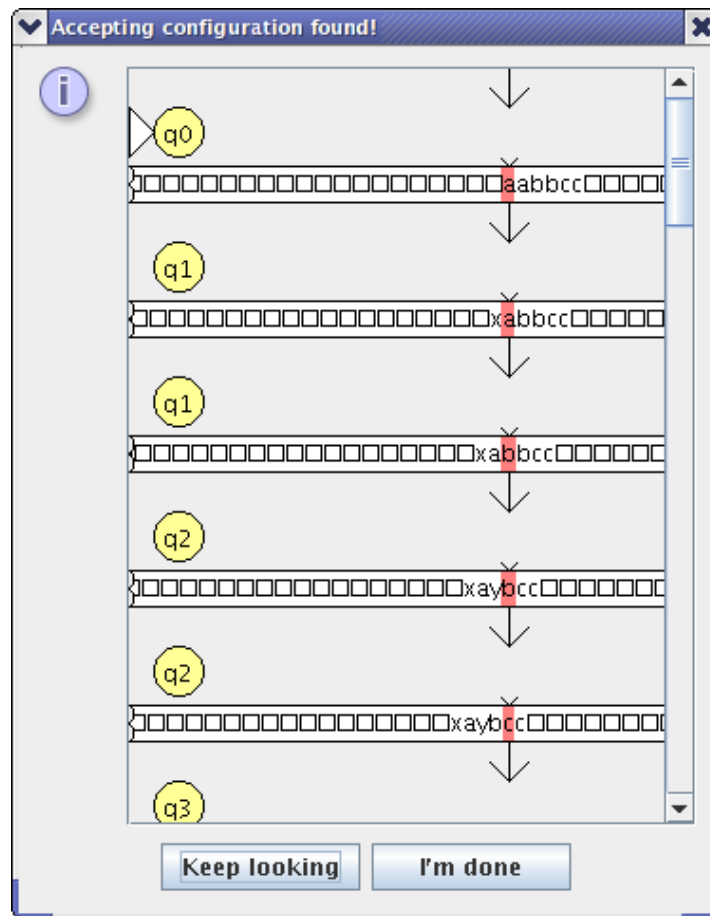 Accepting configuration found!
i
q0
aabbcc
q1
xabbcc
q1
xabbcc
q2
xaybcc
q2
xaybcc
q3
Keep looking
I'm done